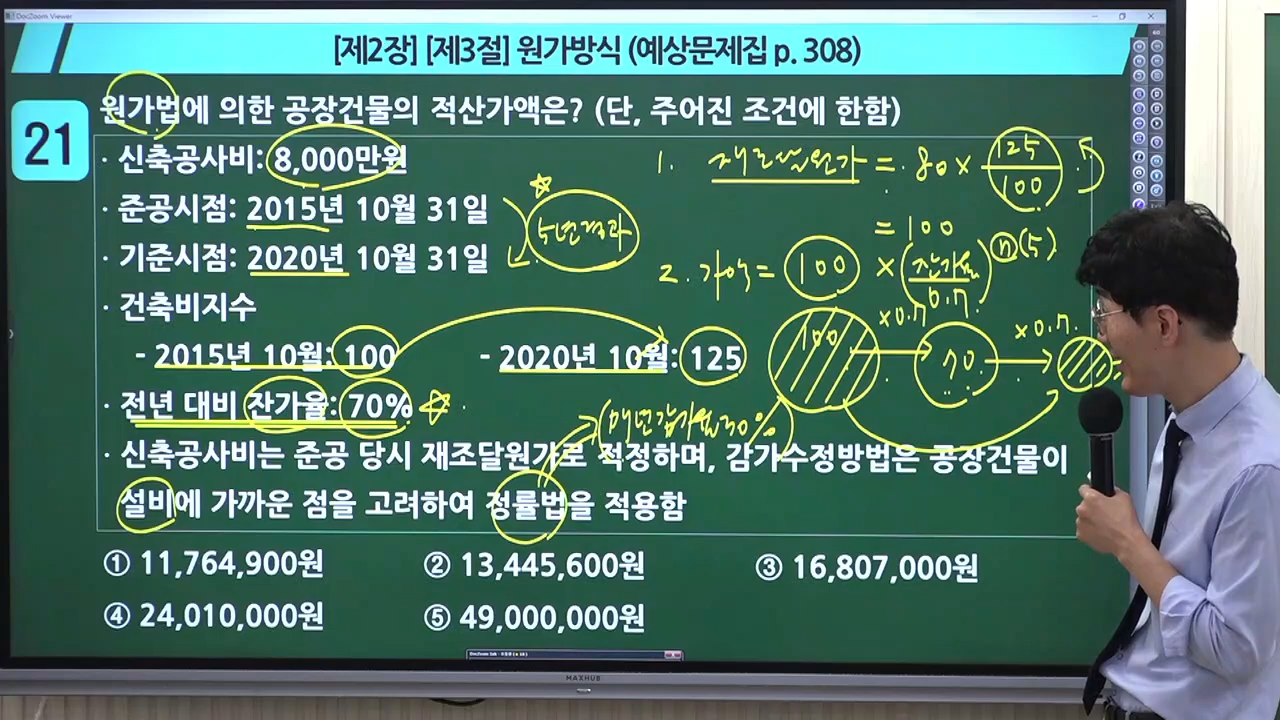 DocZoom Viewer
[제2장] [제3절] 원가방식 (예상문제집 p. 308)
21
원가법에 의한 공장건물의 적산가액은? (단, 주어진 조건에 한함)
· 신축공사비: 8,000만원
· 준공시점: 2015년 10월 31일
· 기준시점: 2020년 10월 31일
5년경과
· 건축비지수
- 2015년 10월: 100 - 2020년 10월: 125
· 전년 대비 잔가율: 70%
매년감가율30%
· 신축공사비는 준공 당시 재조달원가로 적정하며, 감가수정방법은 공장건물이
설비에 가까운 점을 고려하여 정률법을 적용함
1. 재조달원가 = 80 × 125/100
= 100
2. 가액 = 100 × (잔가율/0.7)n(5)
100 ×0.7 70 ×0.7
① 11,764,900원 ② 13,445,600원 ③ 16,807,000원
④ 24,010,000원 ⑤ 49,000,000원
MAXHUB